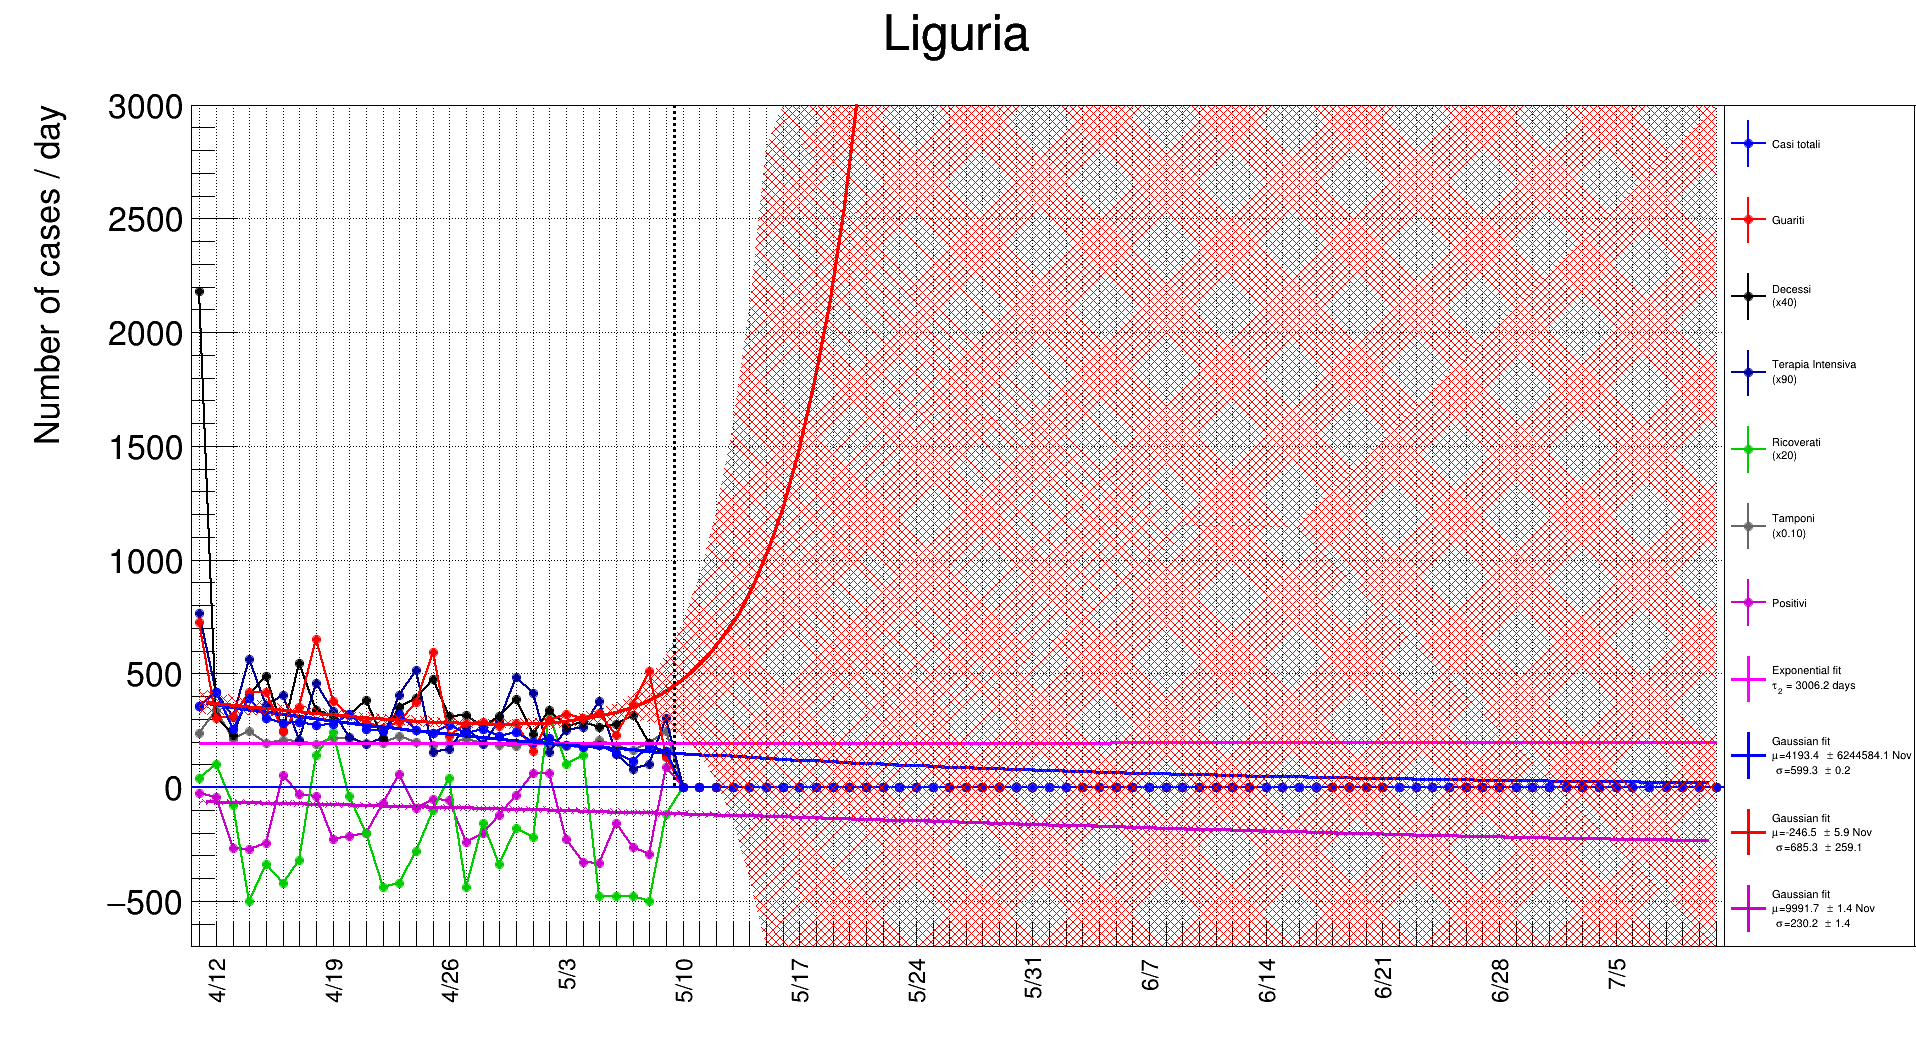 Liguria
Number of cases / day
3000
2500
2000
1500
1000
500
0
−500
4/12
4/19
4/26
5/3
5/10
5/17
5/24
5/31
6/7
6/14
6/21
6/28
7/5
Casi totali
Guariti
Decessi
(x40)
Terapia Intensiva
(x90)
Ricoverati
(x20)
Tamponi
(x0.10)
Positivi
Exponential fit
τ2 = 3006.2 days
Gaussian fit
μ=4193.4 ± 6244584.1 Nov
σ=599.3 ± 0.2
Gaussian fit
μ=-246.5 ± 5.9 Nov
σ=685.3 ± 259.1
Gaussian fit
μ=9991.7 ± 1.4 Nov
σ=230.2 ± 1.4